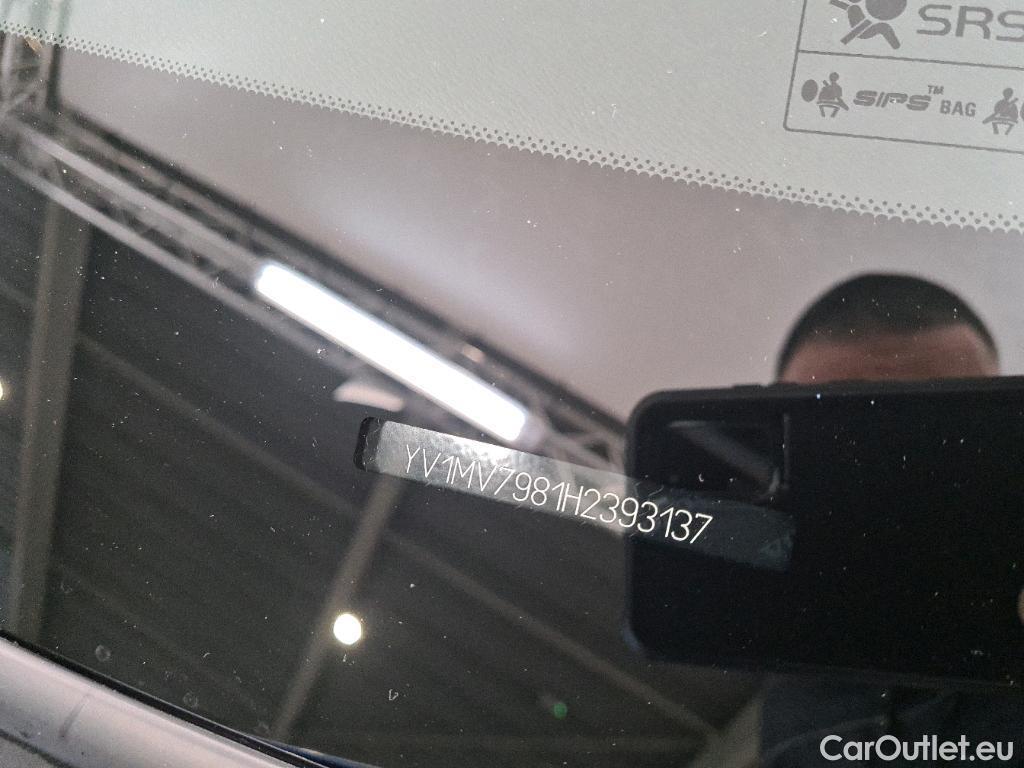 SRS
SIPS™ BAG
YV1MV7981H2393137
CarOutlet.eu